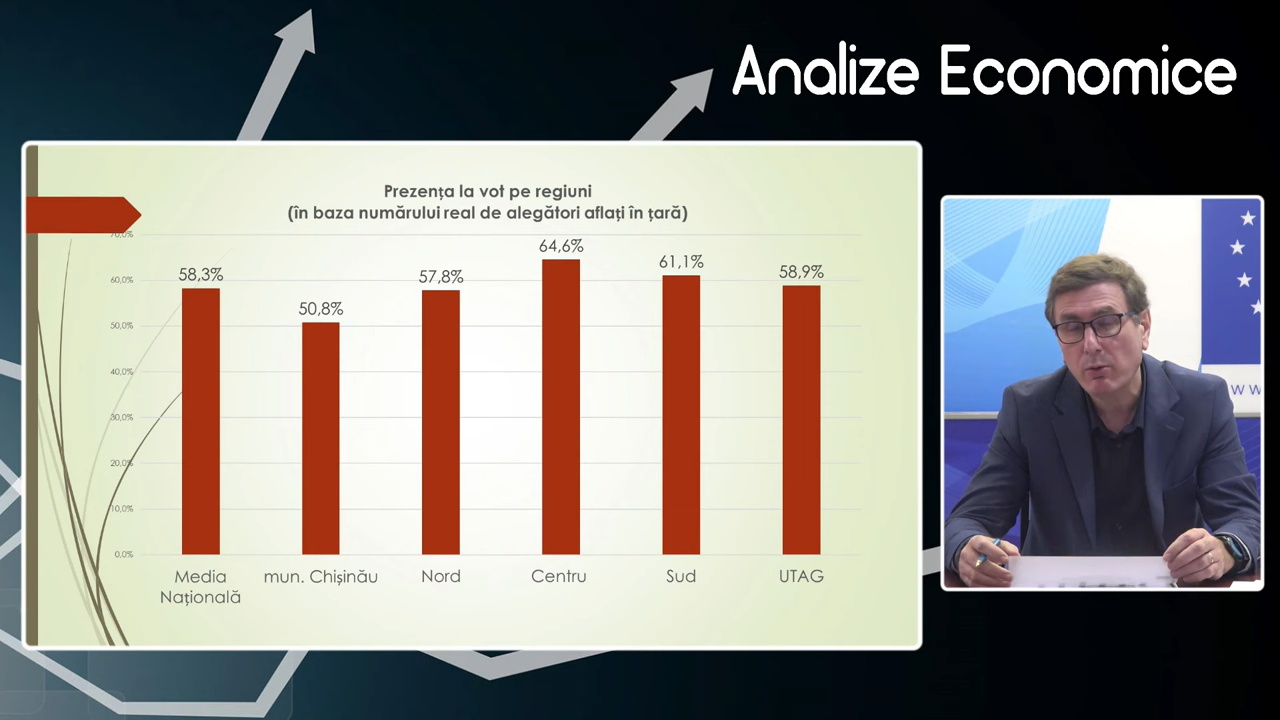 Analize Economice
Prezența la vot pe regiuni
(în baza numărului real de alegători aflați în țară)
70,0%
60,0%
50,0%
40,0%
30,0%
20,0%
10,0%
0,0%
58,3%
50,8%
57,8%
64,6%
61,1%
58,9%
Media
Națională
mun. Chișinău
Nord
Centru
Sud
UTAG
W W